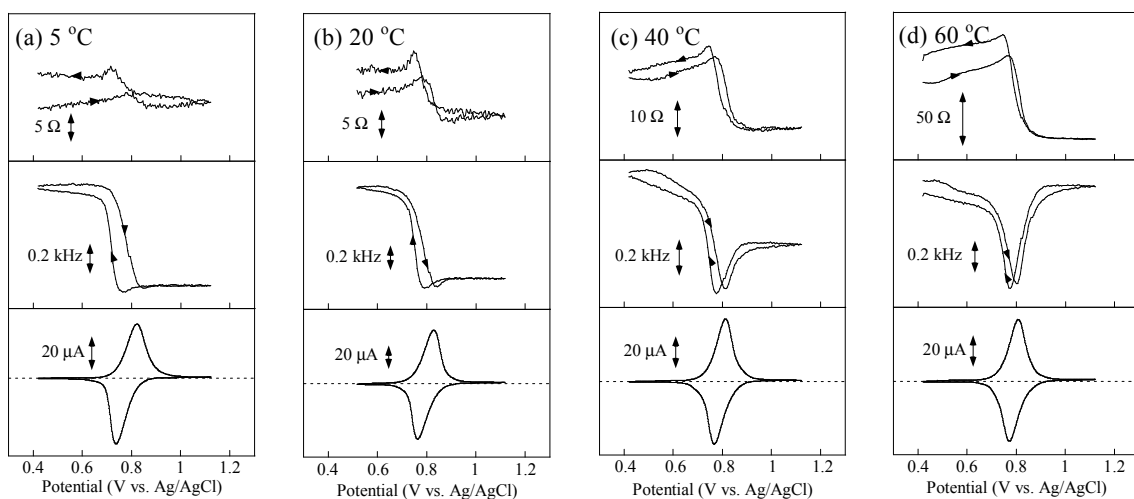 (a) 5 °C
5 Ω
0.2 kHz
20 µA
0.4 0.6 0.8 1 1.2
Potential (V vs. Ag/AgCl)
(b) 20 °C
5 Ω
0.2 kHz
20 µA
0.4 0.6 0.8 1 1.2
Potential (V vs. Ag/AgCl)
(c) 40 °C
10 Ω
0.2 kHz
20 µA
0.4 0.6 0.8 1 1.2
Potential (V vs. Ag/AgCl)
(d) 60 °C
50 Ω
0.2 kHz
20 µA
0.4 0.6 0.8 1 1.2
Potential (V vs. Ag/AgCl)